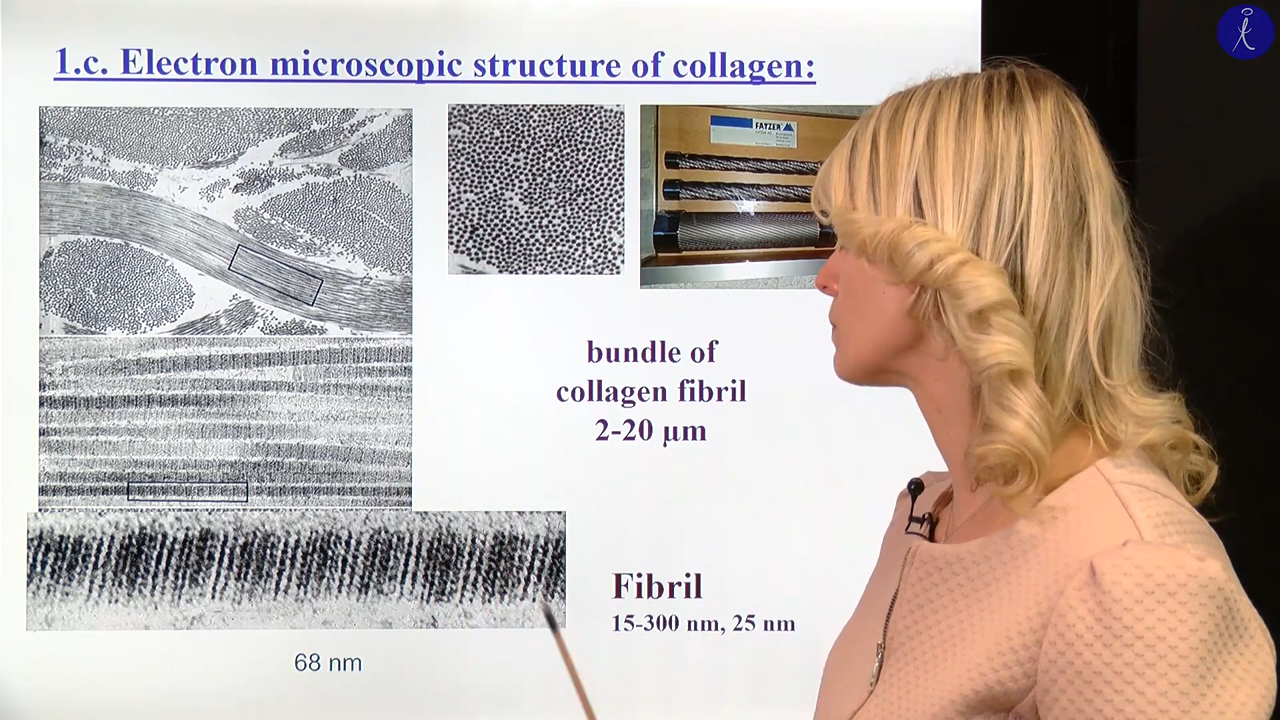 1.c. Electron microscopic structure of collagen:
FATZER
bundle of
collagen fibril
2-20 µm
Fibril
15-300 nm, 25 nm
68 nm